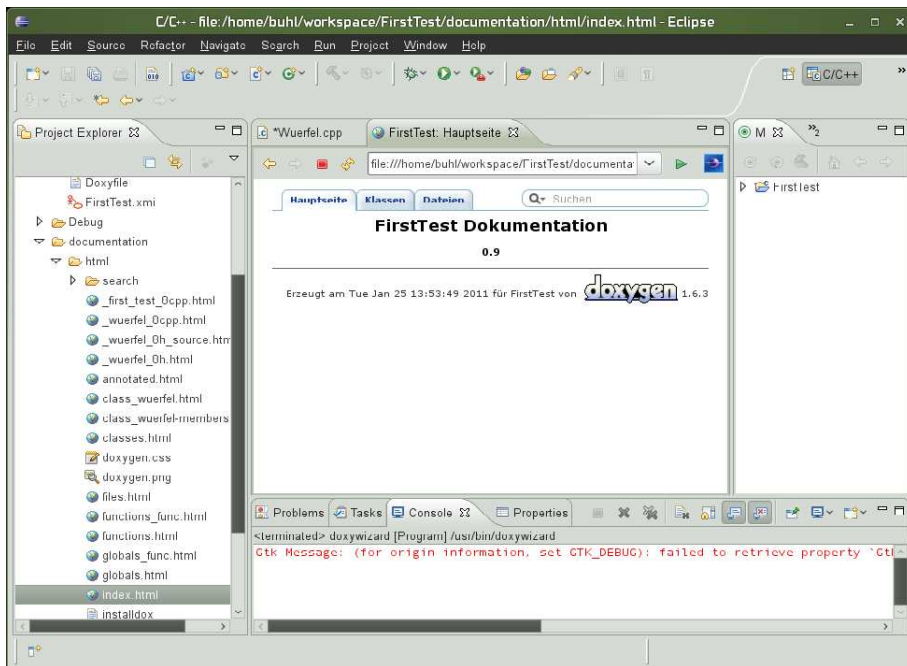 C/C++ - file:/home/buhl/workspace/FirstTest/documentation/html/index.html - Eclipse
File Edit Source Refactor Navigate Search Run Project Window Help
C/C++
Project Explorer
*Wuerfel.cpp
FirstTest: Hauptseite
M
»2
file:///home/buhl/workspace/FirstTest/documenta
Doxyfile
FirstTest.xmi
Debug
documentation
html
search
_first_test_0cpp.html
_wuerfel_0cpp.html
_wuerfel_0h_source.htm
_wuerfel_0h.html
annotated.html
class_wuerfel.html
class_wuerfel-members
classes.html
doxygen.css
doxygen.png
files.html
functions_func.html
functions.html
globals_func.html
globals.html
index.html
installdox
Hauptseite Klassen Dateien
Suchen
FirstTest Dokumentation
0.9
Erzeugt am Tue Jan 25 13:53:49 2011 für FirstTest von doxygen 1.6.3
FirstTest
Problems Tasks Console Properties
<terminated> doxywizard [Program] /usr/bin/doxywizard
Gtk Message: (for origin information, set GTK_DEBUG): failed to retrieve property `Gtk